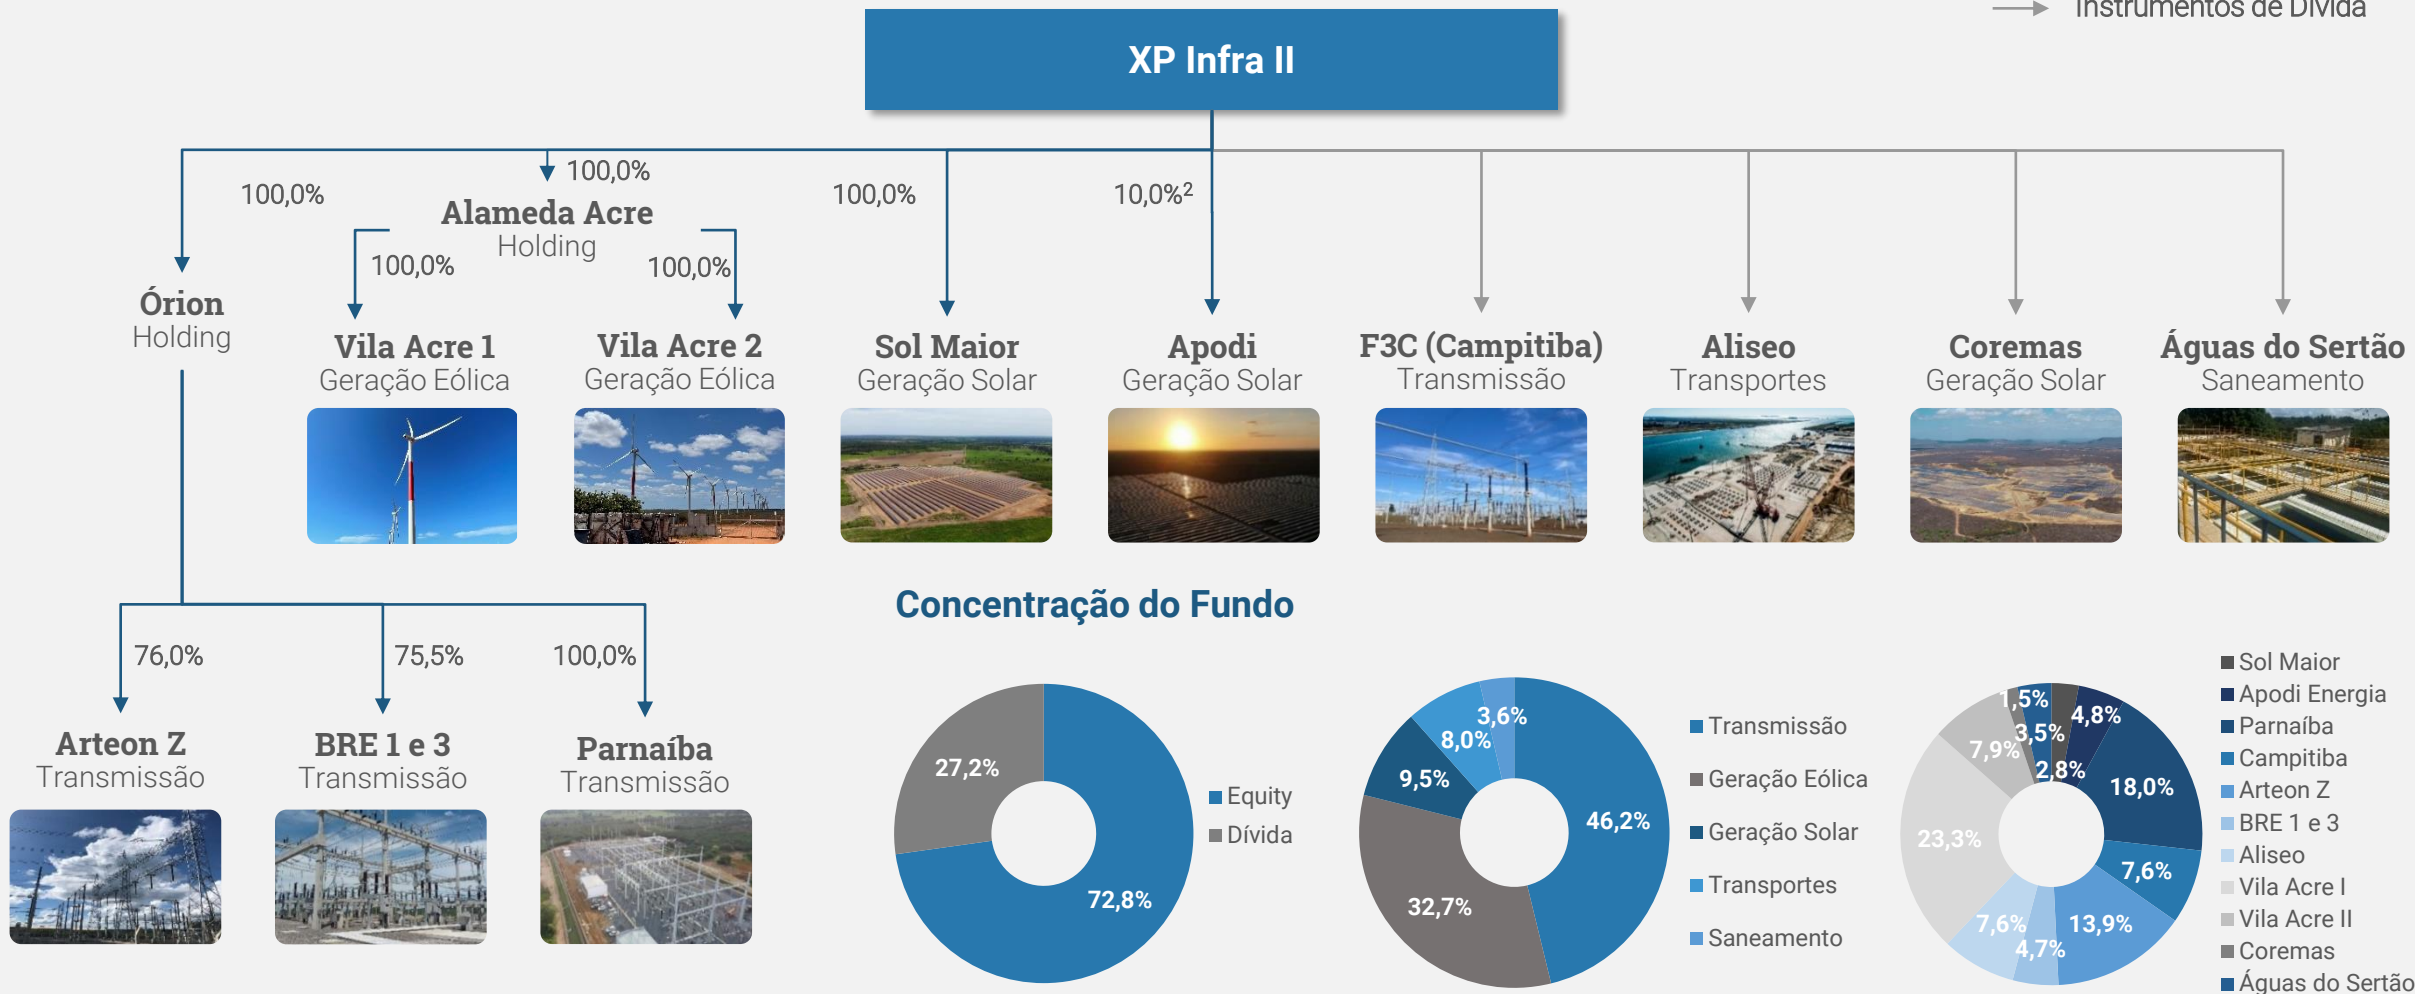 Instrumentos de Dívida
XP Infra II
100,0%
100,0%
100,0%
10,0%²
Alameda Acre
Holding
100,0%
100,0%
Órion
Holding
Vila Acre 1
Geração Eólica
Vila Acre 2
Geração Eólica
Sol Maior
Geração Solar
Apodi
Geração Solar
F3C (Campitiba)
Transmissão
Aliseo
Transportes
Coremas
Geração Solar
Águas do Sertão
Saneamento
76,0%
75,5%
100,0%
Arteon Z
Transmissão
BRE 1 e 3
Transmissão
Parnaíba
Transmissão
Concentração do Fundo
27,2%
72,8%
Equity
Dívida
3,6%
8,0%
9,5%
46,2%
32,7%
Transmissão
Geração Eólica
Geração Solar
Transportes
Saneamento
1,5%
4,8%
3,5%
7,9%
2,8%
18,0%
23,3%
7,6%
7,6%
13,9%
4,7%
Sol Maior
Apodi Energia
Parnaíba
Campitiba
Arteon Z
BRE 1 e 3
Aliseo
Vila Acre I
Vila Acre II
Coremas
Águas do Sertão